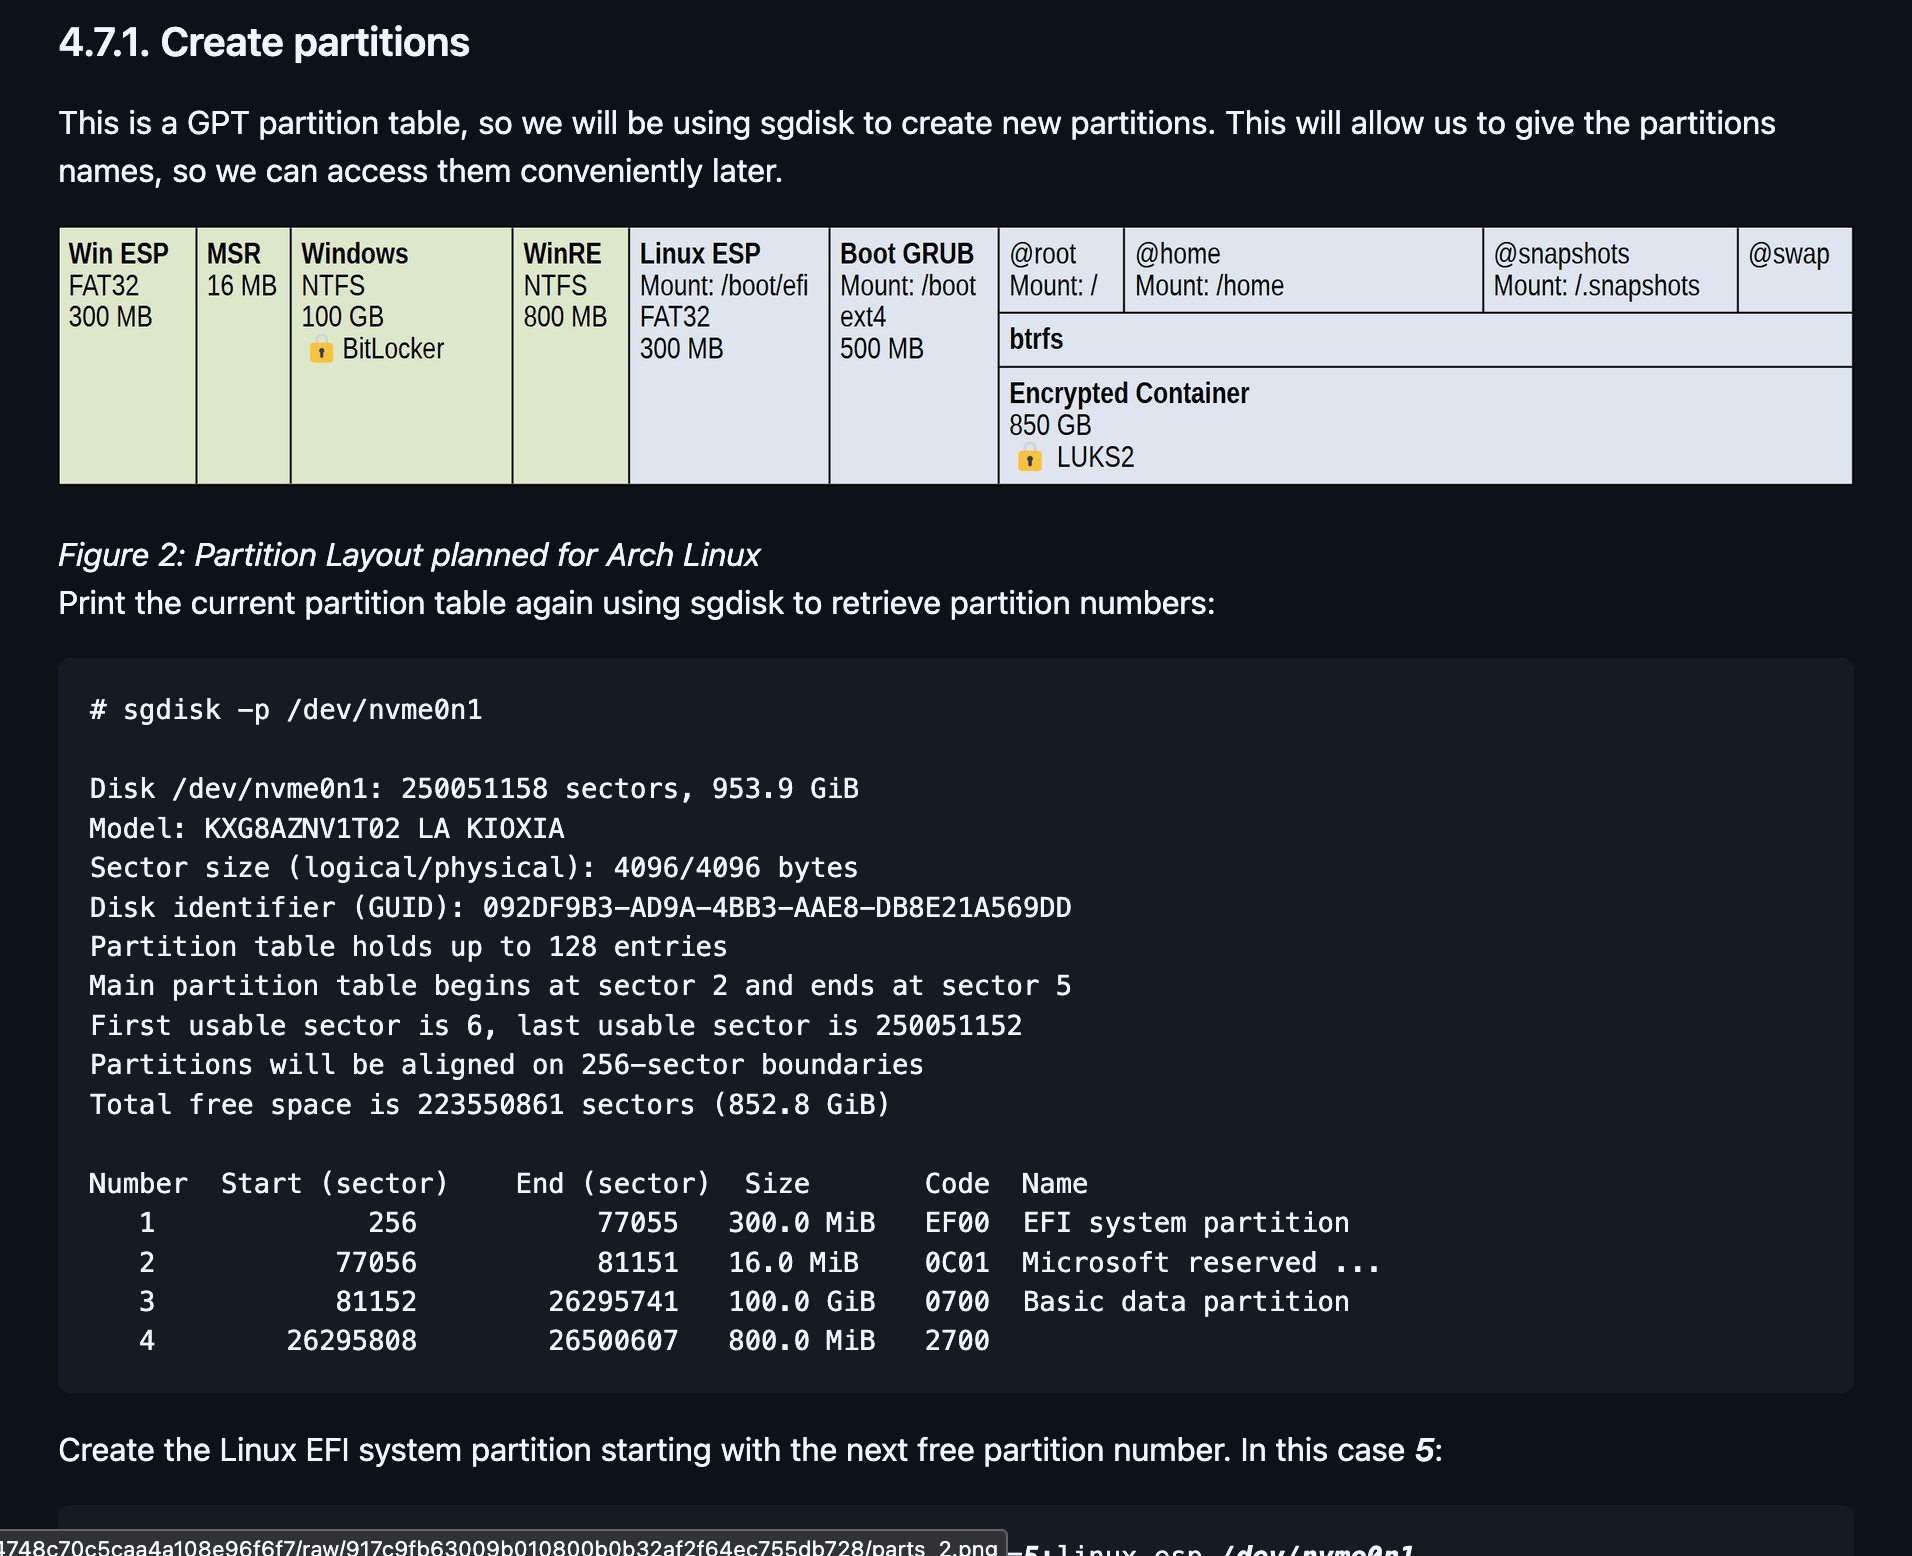 4.7.1. Create partitions
This is a GPT partition table, so we will be using sgdisk to create new partitions. This will allow us to give the partitions
names, so we can access them conveniently later.
Win ESP
FAT32
300 MB
MSR
16 MB
Windows
NTFS
100 GB
🔒 BitLocker
WinRE
NTFS
800 MB
Linux ESP
Mount: /boot/efi
FAT32
300 MB
Boot GRUB
Mount: /boot
ext4
500 MB
@root
Mount: /
@home
Mount: /home
@snapshots
Mount: /.snapshots
@swap
btrfs
Encrypted Container
850 GB
🔒 LUKS2
Figure 2: Partition Layout planned for Arch Linux
Print the current partition table again using sgdisk to retrieve partition numbers:
# sgdisk -p /dev/nvme0n1
Disk /dev/nvme0n1: 250051158 sectors, 953.9 GiB
Model: KXG8AZNV1T02 LA KIOXIA
Sector size (logical/physical): 4096/4096 bytes
Disk identifier (GUID): 092DF9B3-AD9A-4BB3-AAE8-DB8E21A569DD
Partition table holds up to 128 entries
Main partition table begins at sector 2 and ends at sector 5
First usable sector is 6, last usable sector is 250051152
Partitions will be aligned on 256-sector boundaries
Total free space is 223550861 sectors (852.8 GiB)
Number  Start (sector)    End (sector)  Size       Code  Name
1             256           77055   300.0 MiB   EF00  EFI system partition
2           77056           81151   16.0 MiB    0C01  Microsoft reserved ...
3           81152        26295741   100.0 GiB   0700  Basic data partition
4        26295808        26500607   800.0 MiB   2700
Create the Linux EFI system partition starting with the next free partition number. In this case 5:
4748c70c5caa4a108e96f6f7/raw/917c9fb63009b010800b0b32af2f64ec755db728/parts_2.png
5:linux_esp /dev/nvme0n1